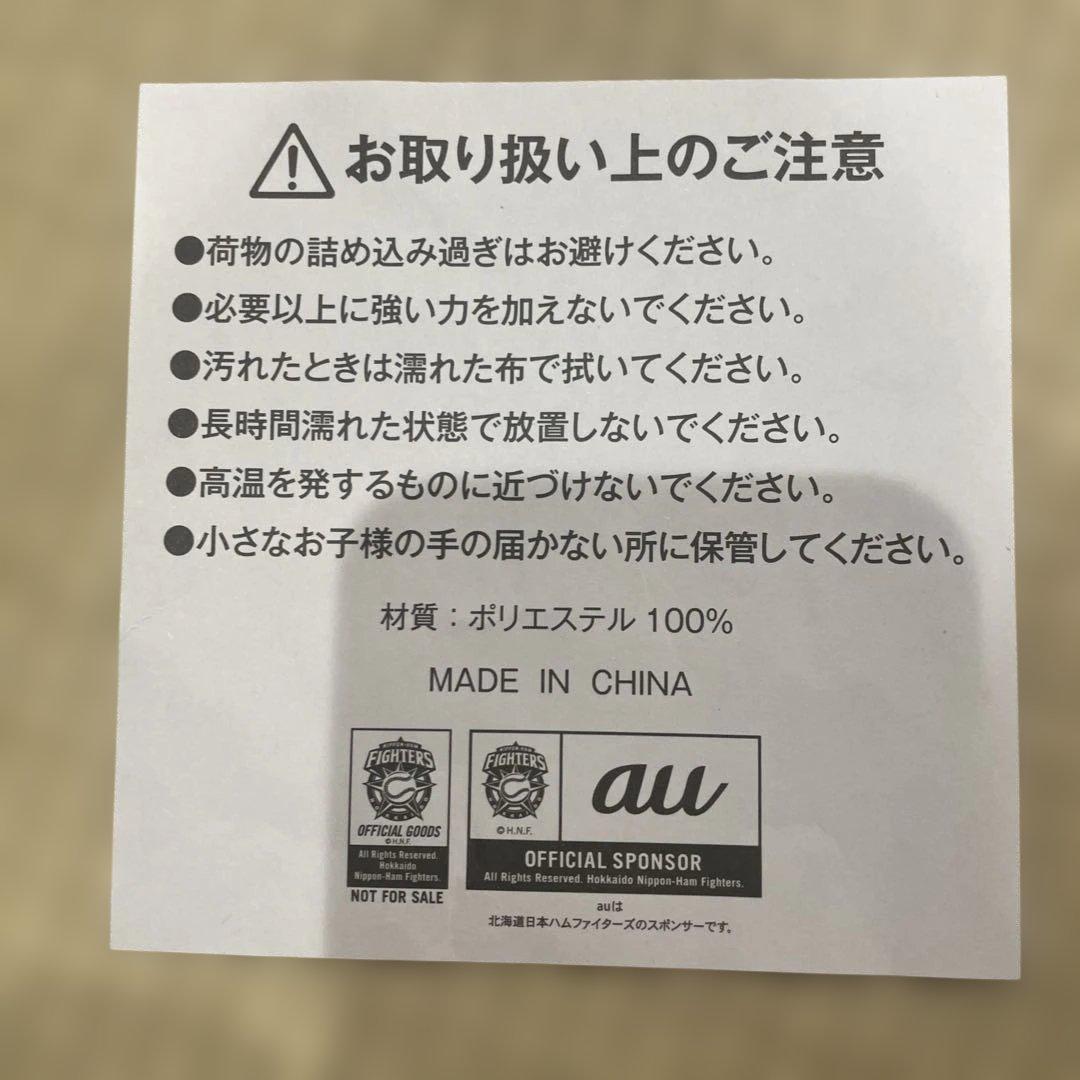 お取り扱い上のご注意
●荷物の詰め込み過ぎはお避けください。
●必要以上に強い力を加えないでください。
●汚れたときは濡れた布で拭いてください。
●長時間濡れた状態で放置しないでください。
●高温を発するものに近づけないでください。
●小さなお子様の手の届かない所に保管してください。
材質：ポリエステル 100%
MADE IN CHINA
NIPPON-HAM
FIGHTERS
OFFICIAL GOODS
©H.N.F.
All Rights Reserved.
Hokkaido
Nippon-Ham Fighters.
NOT FOR SALE
NIPPON-HAM
FIGHTERS
©H.N.F.
au
OFFICIAL SPONSOR
All Rights Reserved. Hokkaido Nippon-Ham Fighters.
auは
北海道日本ハムファイターズのスポンサーです。